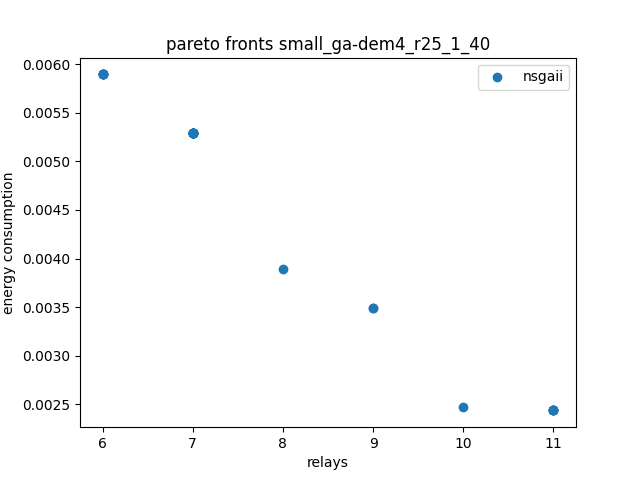 pareto fronts small_ga-dem4_r25_1_40
nsgaii
energy consumption
0.0060
0.0055
0.0050
0.0045
0.0040
0.0035
0.0030
0.0025
6 7 8 9 10 11
relays